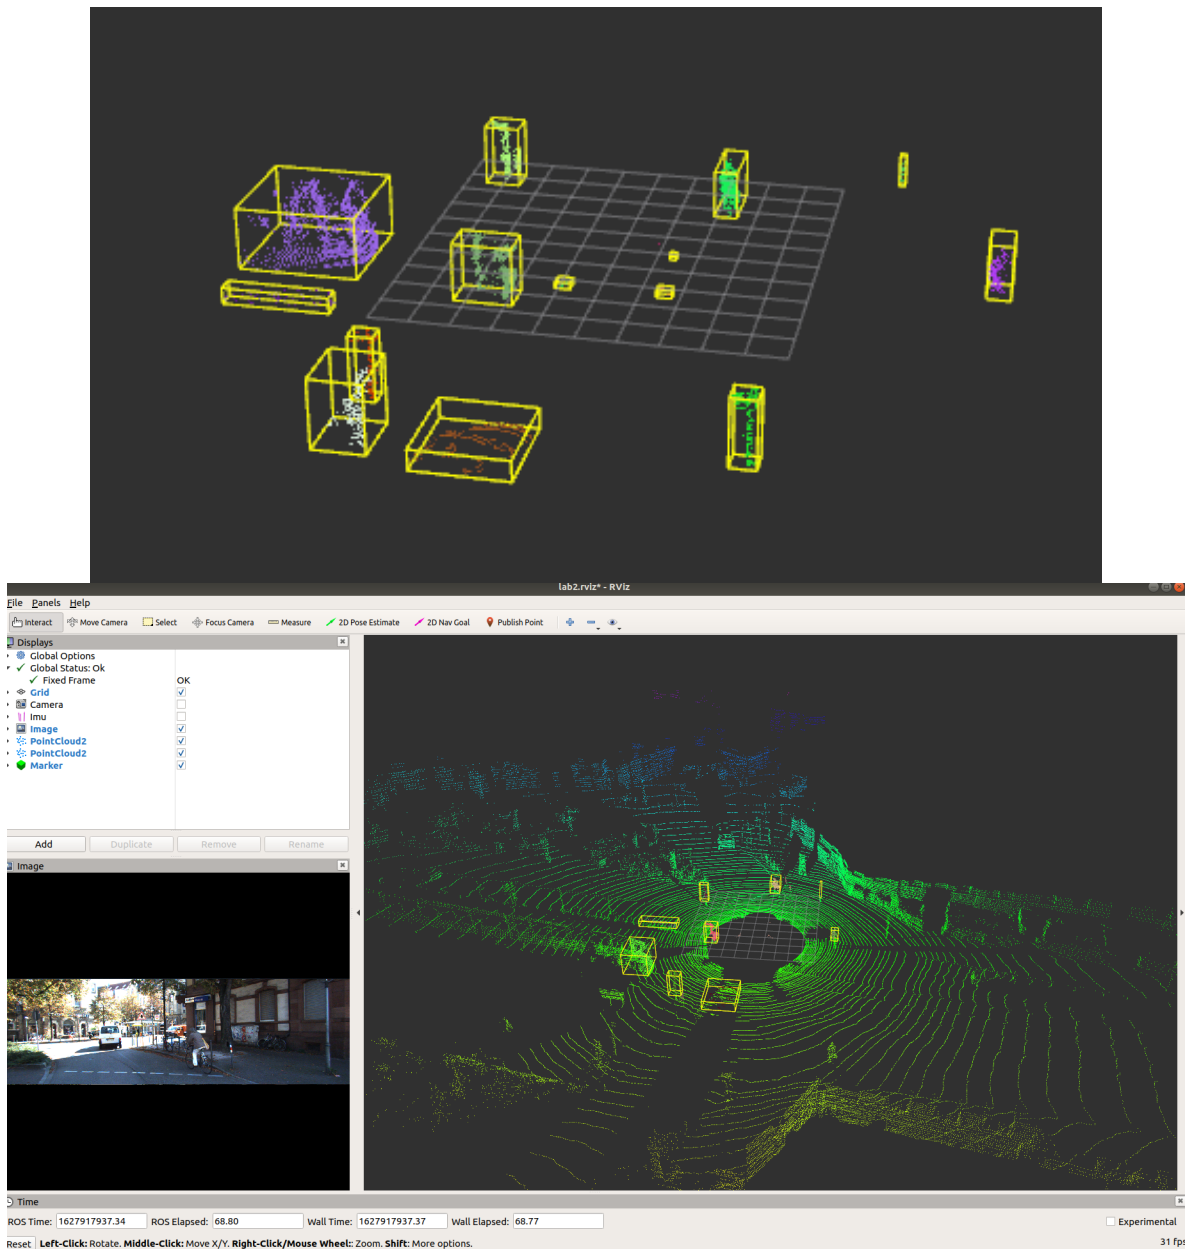 lab2.rviz* - RViz
File Panels Help
Interact Move Camera Select Focus Camera Measure 2D Pose Estimate 2D Nav Goal Publish Point
Displays
Global Options
Global Status: Ok
Fixed Frame OK
Grid
Camera
Imu
Image
PointCloud2
PointCloud2
Marker
Add Duplicate Remove Rename
Image
Time
ROS Time: 1627917937.34 ROS Elapsed: 68.80 Wall Time: 1627917937.37 Wall Elapsed: 68.77 Experimental
Reset Left-Click: Rotate. Middle-Click: Move X/Y. Right-Click/Mouse Wheel:: Zoom. Shift: More options. 31 fps